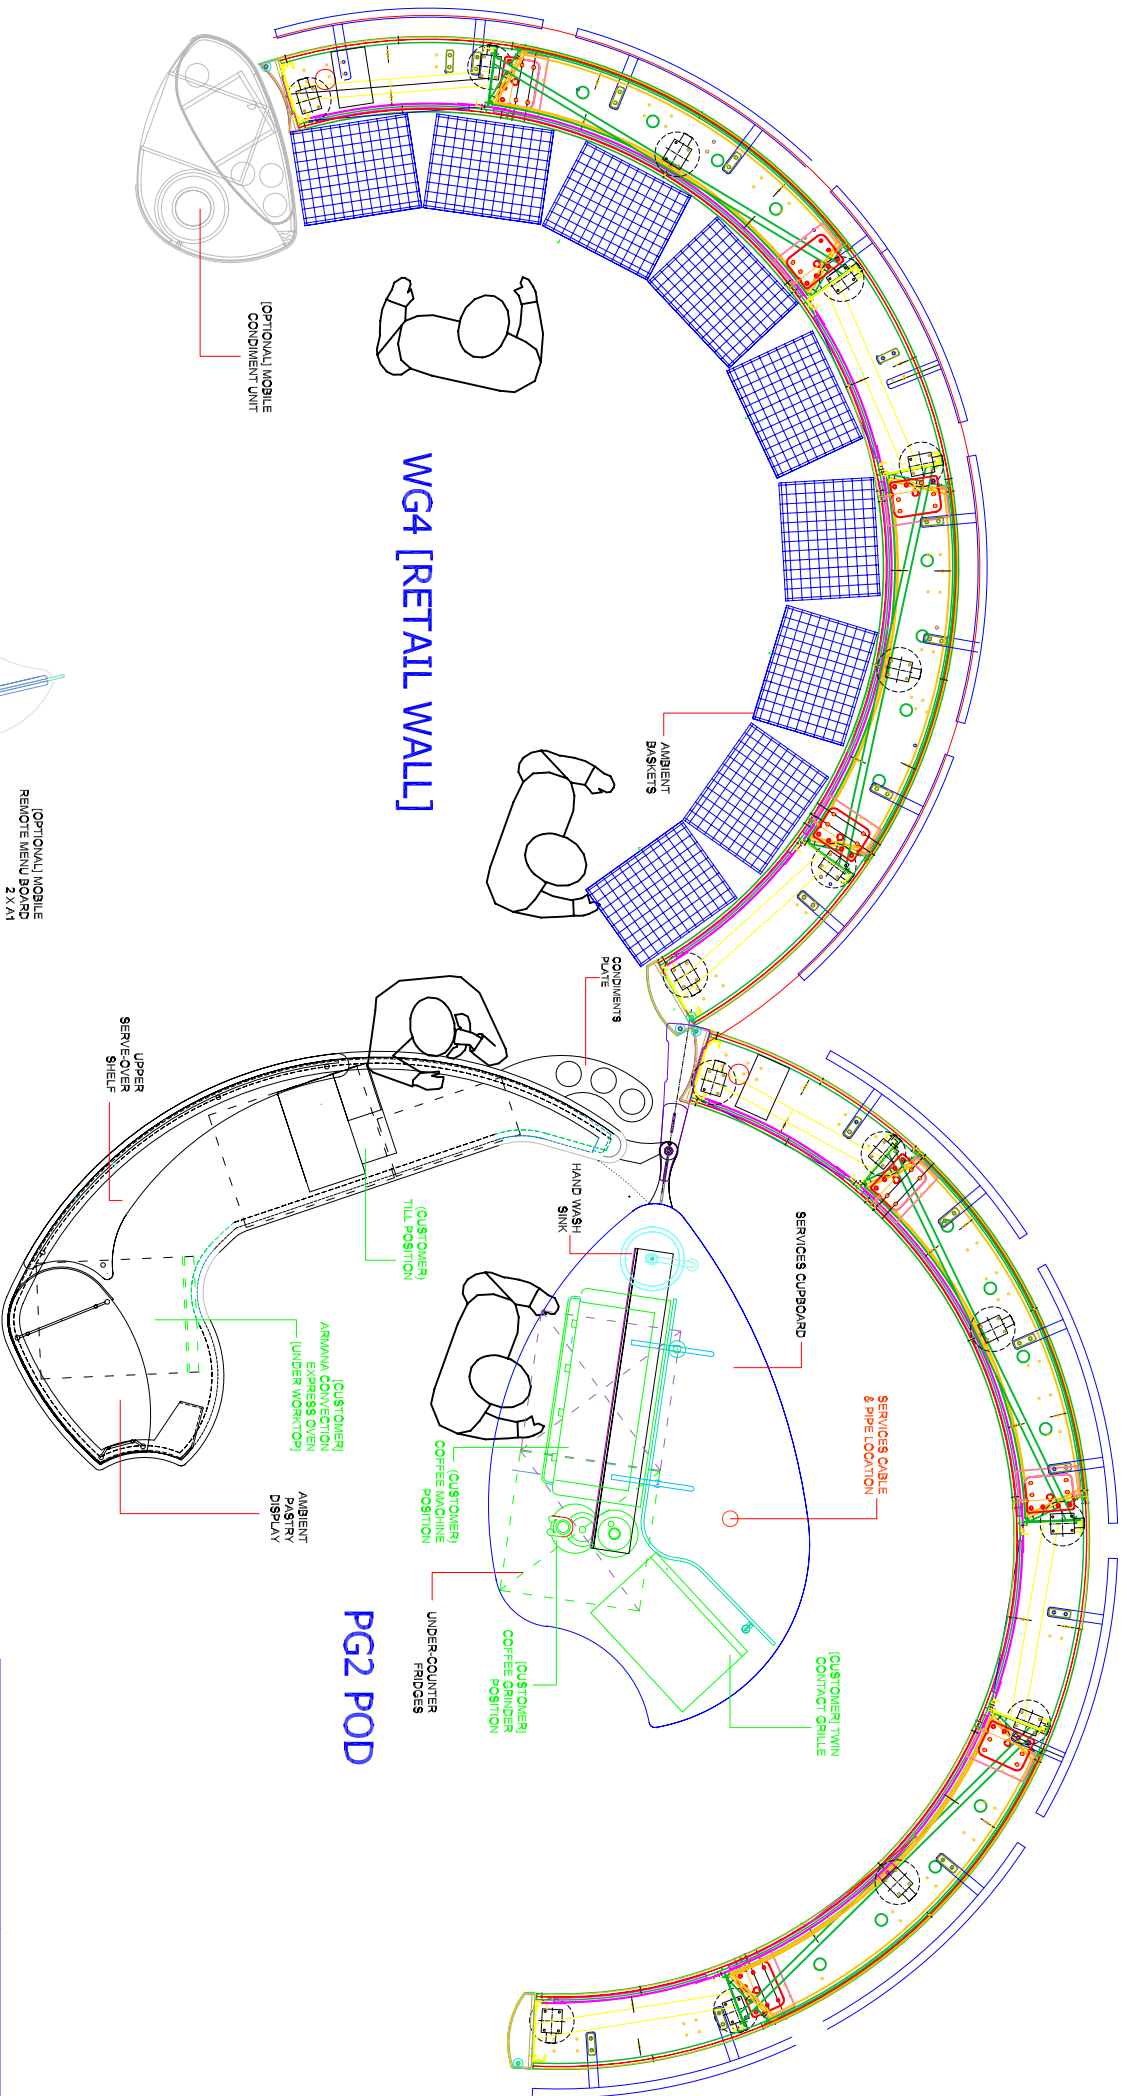 [OPTIONAL] MOBILE
CONDIMENT UNIT
WG4 [RETAIL WALL]
AMBIENT
BASKETS
[OPTIONAL] MOBILE
REMOTE MENU BOARD
2 X A1
CONDIMENTS
PLATE
UPPER
SERVE-OVER
SHELF
HAND WASH
SINK
(CUSTOMER)
TILL POSITION
SERVICES CUPBOARD
[CUSTOMER]
ARMANA CONVECTION
EXPRESS OVEN
[UNDER WORKTOP]
SERVICES CABLE
& PIPE LOCATION
(CUSTOMER)
COFFEE MACHINE
POSITION
AMBIENT
PASTRY
DISPLAY
UNDER-COUNTER
FRIDGES
[CUSTOMER]
COFFEE GRINDER
POSITION
[CUSTOMER] TWIN
CONTACT GRILLE
PG2 POD